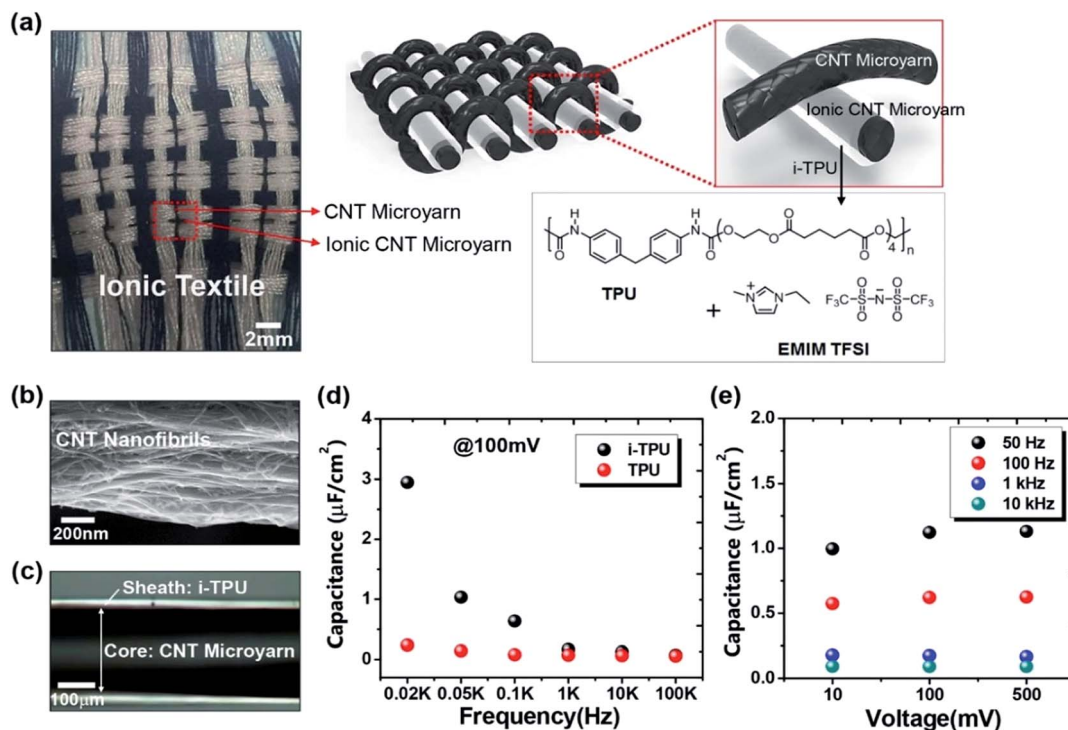 (a)
CNT Microyarn
Ionic CNT Microyarn
Ionic Textile
2mm
CNT Microyarn
Ionic CNT Microyarn
i-TPU
H
N
O
H
N
O
O
O
O
O
O
4
n
TPU
+
N
+
N
F₃C
O
S
O
N
−
O
S
O
CF₃
EMIM TFSI
(b)
CNT Nanofibrils
200nm
(c)
Sheath: i-TPU
Core: CNT Microyarn
100μm
(d)
Capacitance (μF/cm²)
4
3
2
1
0
@100mV
i-TPU
TPU
0.02K 0.05K 0.1K 1K 10K 100K
Frequency(Hz)
(e)
Capacitance (μF/cm²)
2.0
1.5
1.0
0.5
0.0
50 Hz
100 Hz
1 kHz
10 kHz
10 100 500
Voltage(mV)